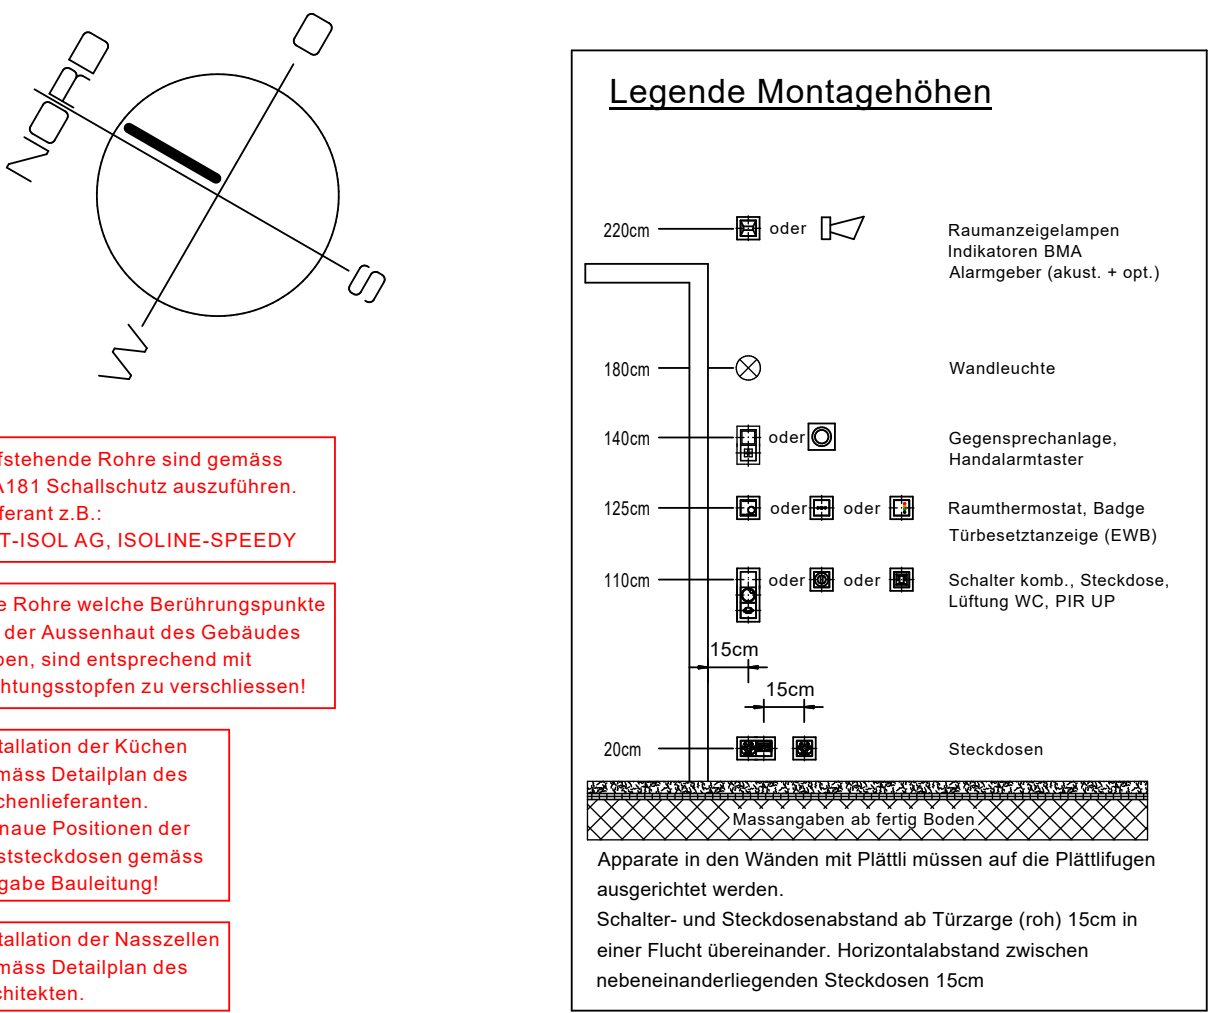 NORD
O
S
W
fstehende Rohre sind gemäss
A181 Schallschutz auszuführen.
ferant z.B.:
T-ISOL AG, ISOLINE-SPEEDY
e Rohre welche Berührungspunkte
der Aussenhaut des Gebäudes
ben, sind entsprechend mit
chtungsstopfen zu verschliessen!
tallation der Küchen
mäss Detailplan des
chenlieferanten.
naue Positionen der
ststeckdosen gemäss
gabe Bauleitung!
tallation der Nasszellen
mäss Detailplan des
chitekten.
Legende Montagehöhen
220cm oder Raumanzeigelampen
Indikatoren BMA
Alarmgeber (akust. + opt.)
180cm Wandleuchte
140cm oder Gegensprechanlage,
Handalarmtaster
125cm oder oder Raumthermostat, Badge
Türbesetztanzeige (EWB)
110cm oder oder Schalter komb., Steckdose,
Lüftung WC, PIR UP
15cm
15cm
20cm Steckdosen
Massangaben ab fertig Boden
Apparate in den Wänden mit Plättli müssen auf die Plättlifugen
ausgerichtet werden.
Schalter- und Steckdosenabstand ab Türzarge (roh) 15cm in
einer Flucht übereinander. Horizontalabstand zwischen
nebeneinanderliegenden Steckdosen 15cm